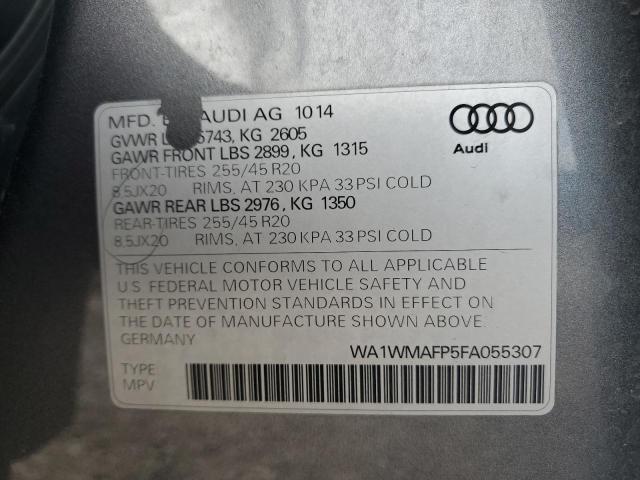 MFD. AUDI AG 10 14
GVWR 5743, KG 2605
GAWR FRONT LBS 2899, KG 1315
FRONT-TIRES 255/45 R20
8.5JX20 RIMS, AT 230 KPA 33 PSI COLD
GAWR REAR LBS 2976, KG 1350
REAR-TIRES 255/45 R20
8.5JX20 RIMS, AT 230 KPA 33 PSI COLD
THIS VEHICLE CONFORMS TO ALL APPLICABLE
U.S. FEDERAL MOTOR VEHICLE SAFETY AND
THEFT PREVENTION STANDARDS IN EFFECT ON
THE DATE OF MANUFACTURE SHOWN ABOVE.
GERMANY
WA1WMAFP5FA055307
TYPE
MPV
Audi